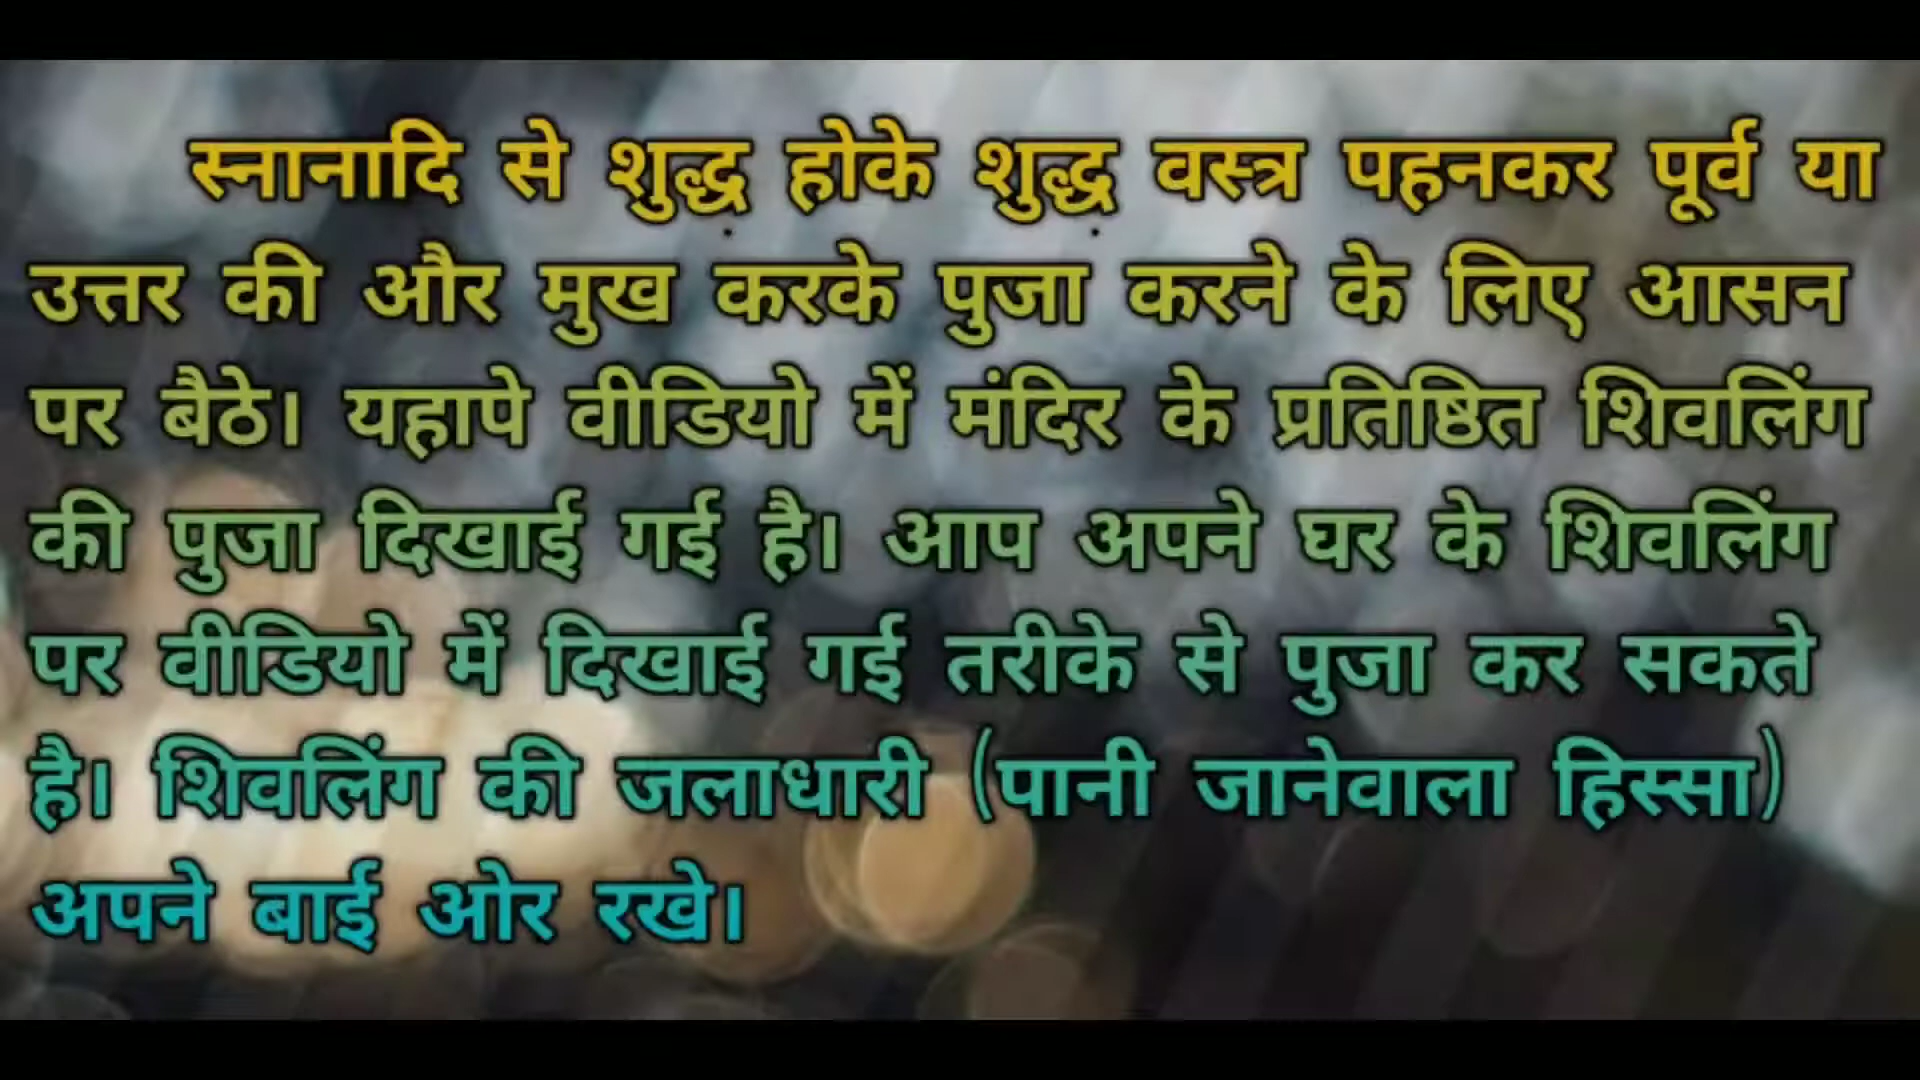 स्नानादि से शुद्ध होके शुद्ध वस्त्र पहनकर पूर्व या
उत्तर की और मुख करके पुजा करने के लिए आसन
पर बैठे। यहापे वीडियो में मंदिर के प्रतिष्ठित शिवलिंग
की पुजा दिखाई गई है। आप अपने घर के शिवलिंग
पर वीडियो में दिखाई गई तरीके से पुजा कर सकते
है। शिवलिंग की जलाधारी (पानी जानेवाला हिस्सा)
अपने बाई ओर रखे।